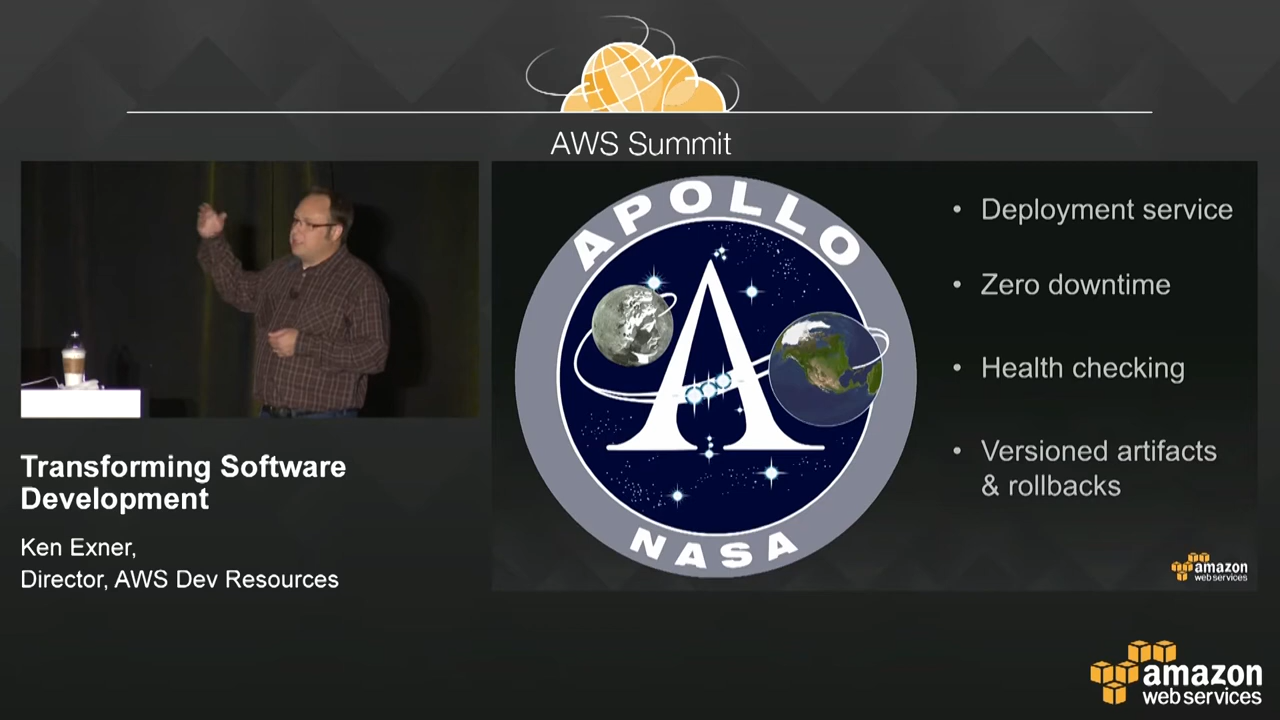 AWS Summit
APOLLO
NASA
• Deployment service
• Zero downtime
• Health checking
• Versioned artifacts
& rollbacks
amazon
web services
Transforming Software
Development
Ken Exner,
Director, AWS Dev Resources
amazon
web services